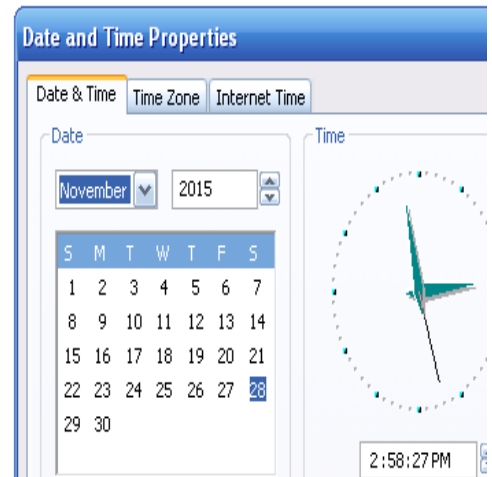 Date and Time Properties
Date & Time Time Zone Internet Time
Date Time
November 2015
S M T W T F S
1 2 3 4 5 6 7
8 9 10 11 12 13 14
15 16 17 18 19 20 21
22 23 24 25 26 27 28
29 30
2:58:27 PM